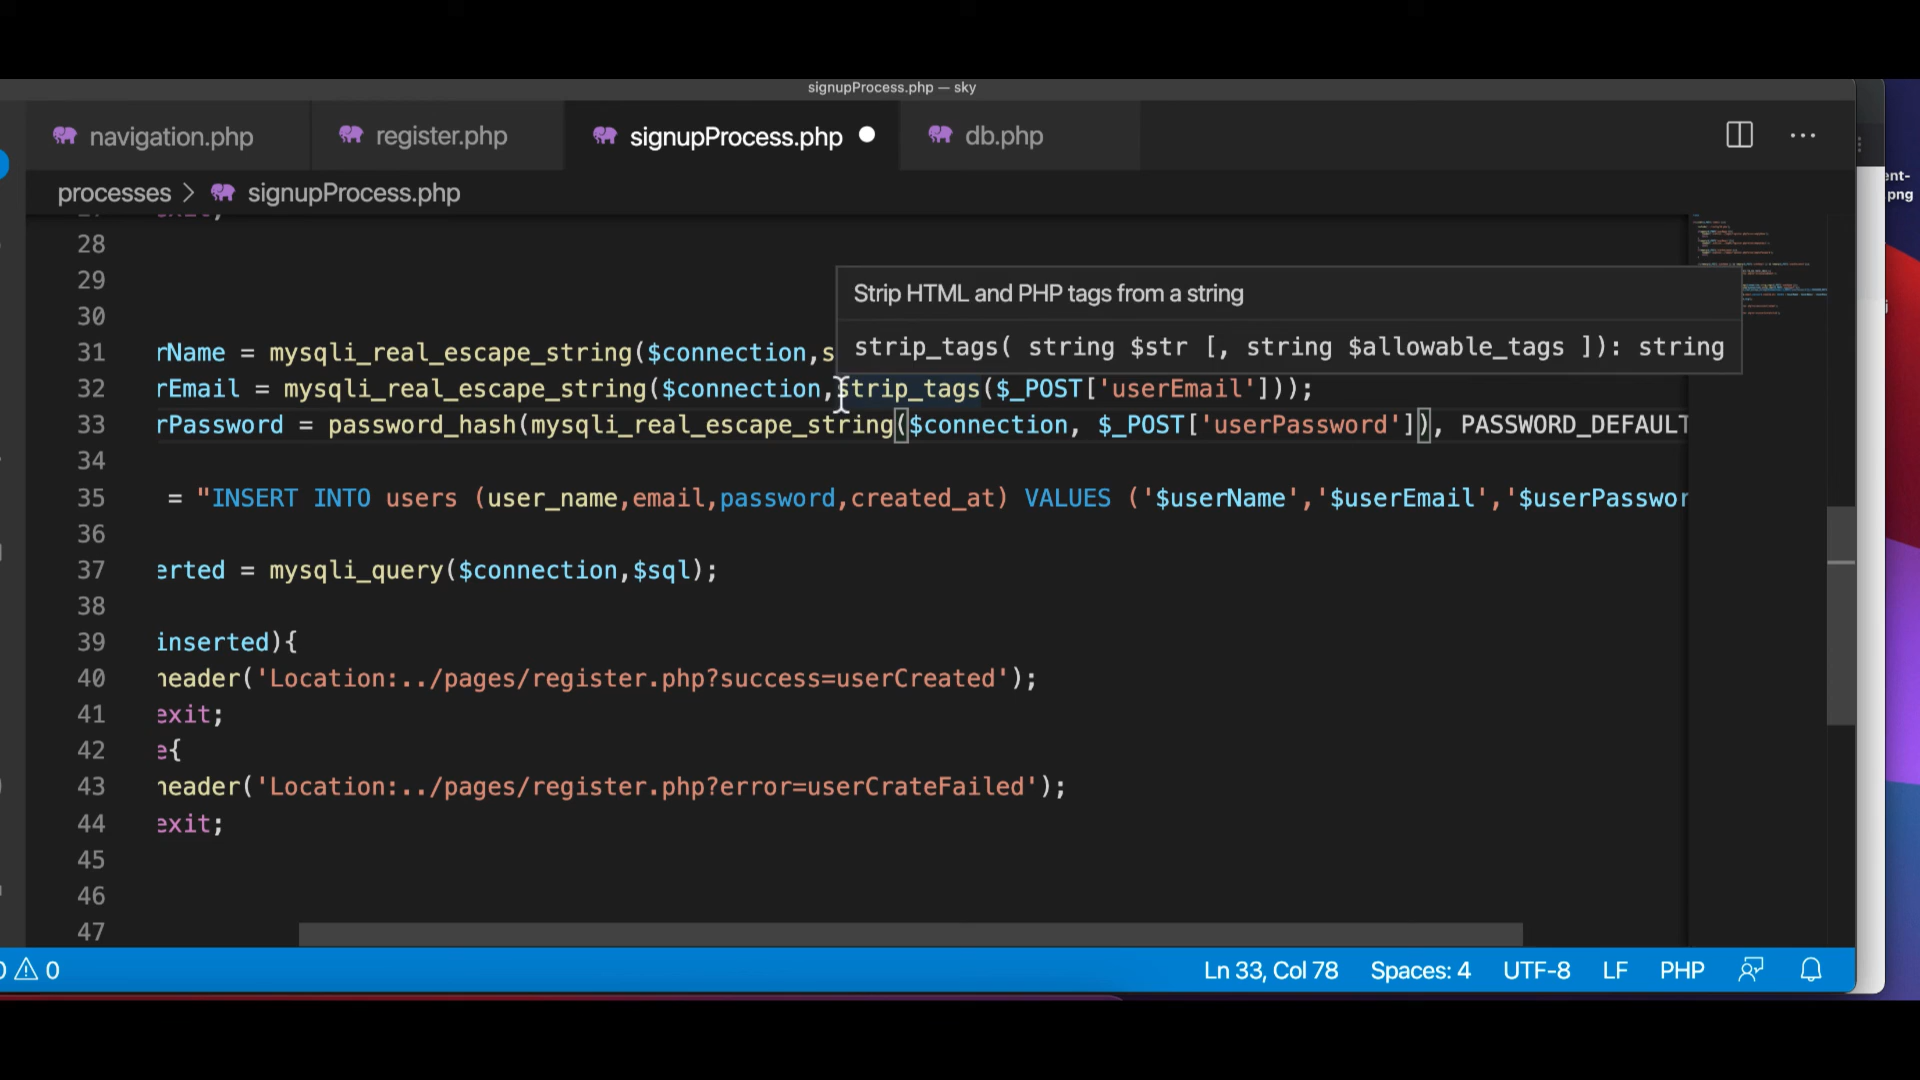 signupProcess.php — sky
navigation.php
register.php
signupProcess.php
db.php
processes > signupProcess.php
ent-
png
28
29
Strip HTML and PHP tags from a string
30
strip_tags( string $str [, string $allowable_tags ]): string
31 rName = mysqli_real_escape_string($connection,s
32 rEmail = mysqli_real_escape_string($connection,strip_tags($_POST['userEmail']));
33 rPassword = password_hash(mysqli_real_escape_string($connection, $_POST['userPassword']), PASSWORD_DEFAULT
34
35 = "INSERT INTO users (user_name,email,password,created_at) VALUES ('$userName','$userEmail','$userPasswor
36
37 erted = mysqli_query($connection,$sql);
38
39 inserted){
40 header('Location:../pages/register.php?success=userCreated');
41 exit;
42 e{
43 header('Location:../pages/register.php?error=userCrateFailed');
44 exit;
45
46
47
0 0 Ln 33, Col 78 Spaces: 4 UTF-8 LF PHP